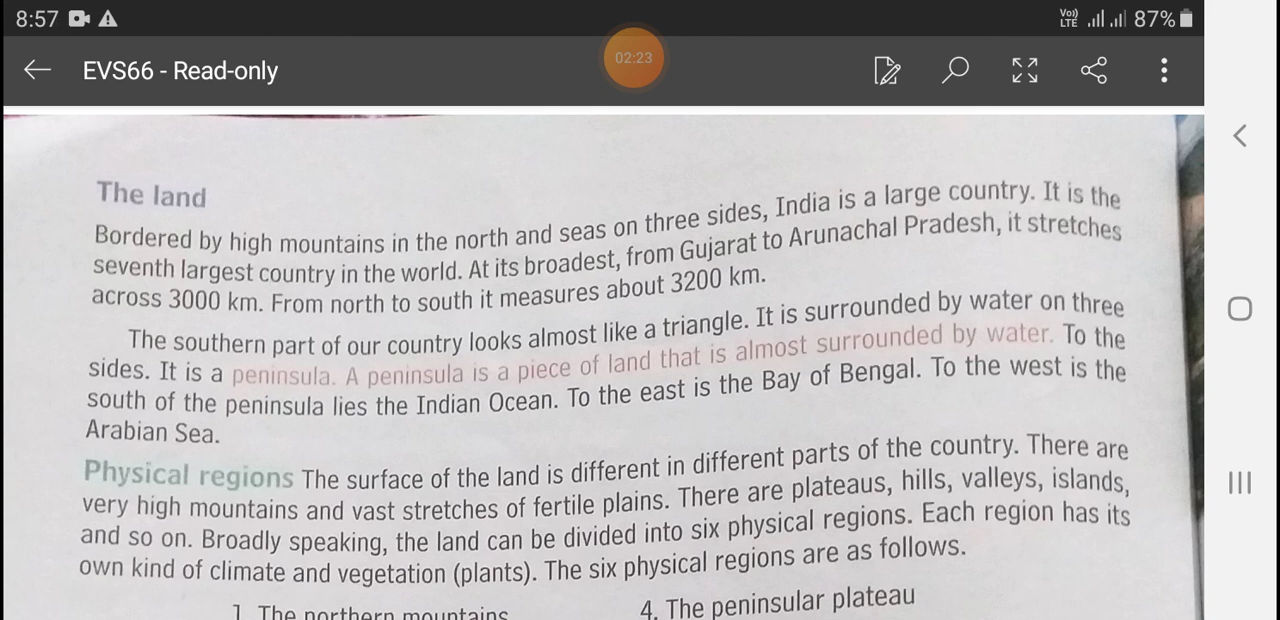 8:57
Vo))
LTE
87%
EVS66 - Read-only
02:23
The land
Bordered by high mountains in the north and seas on three sides, India is a large country. It is the
seventh largest country in the world. At its broadest, from Gujarat to Arunachal Pradesh, it stretches
across 3000 km. From north to south it measures about 3200 km.
The southern part of our country looks almost like a triangle. It is surrounded by water on three
sides. It is a peninsula. A peninsula is a piece of land that is almost surrounded by water. To the
south of the peninsula lies the Indian Ocean. To the east is the Bay of Bengal. To the west is the
Arabian Sea.
Physical regions The surface of the land is different in different parts of the country. There are
very high mountains and vast stretches of fertile plains. There are plateaus, hills, valleys, islands,
and so on. Broadly speaking, the land can be divided into six physical regions. Each region has its
own kind of climate and vegetation (plants). The six physical regions are as follows.
1. The northern mountains
4. The peninsular plateau